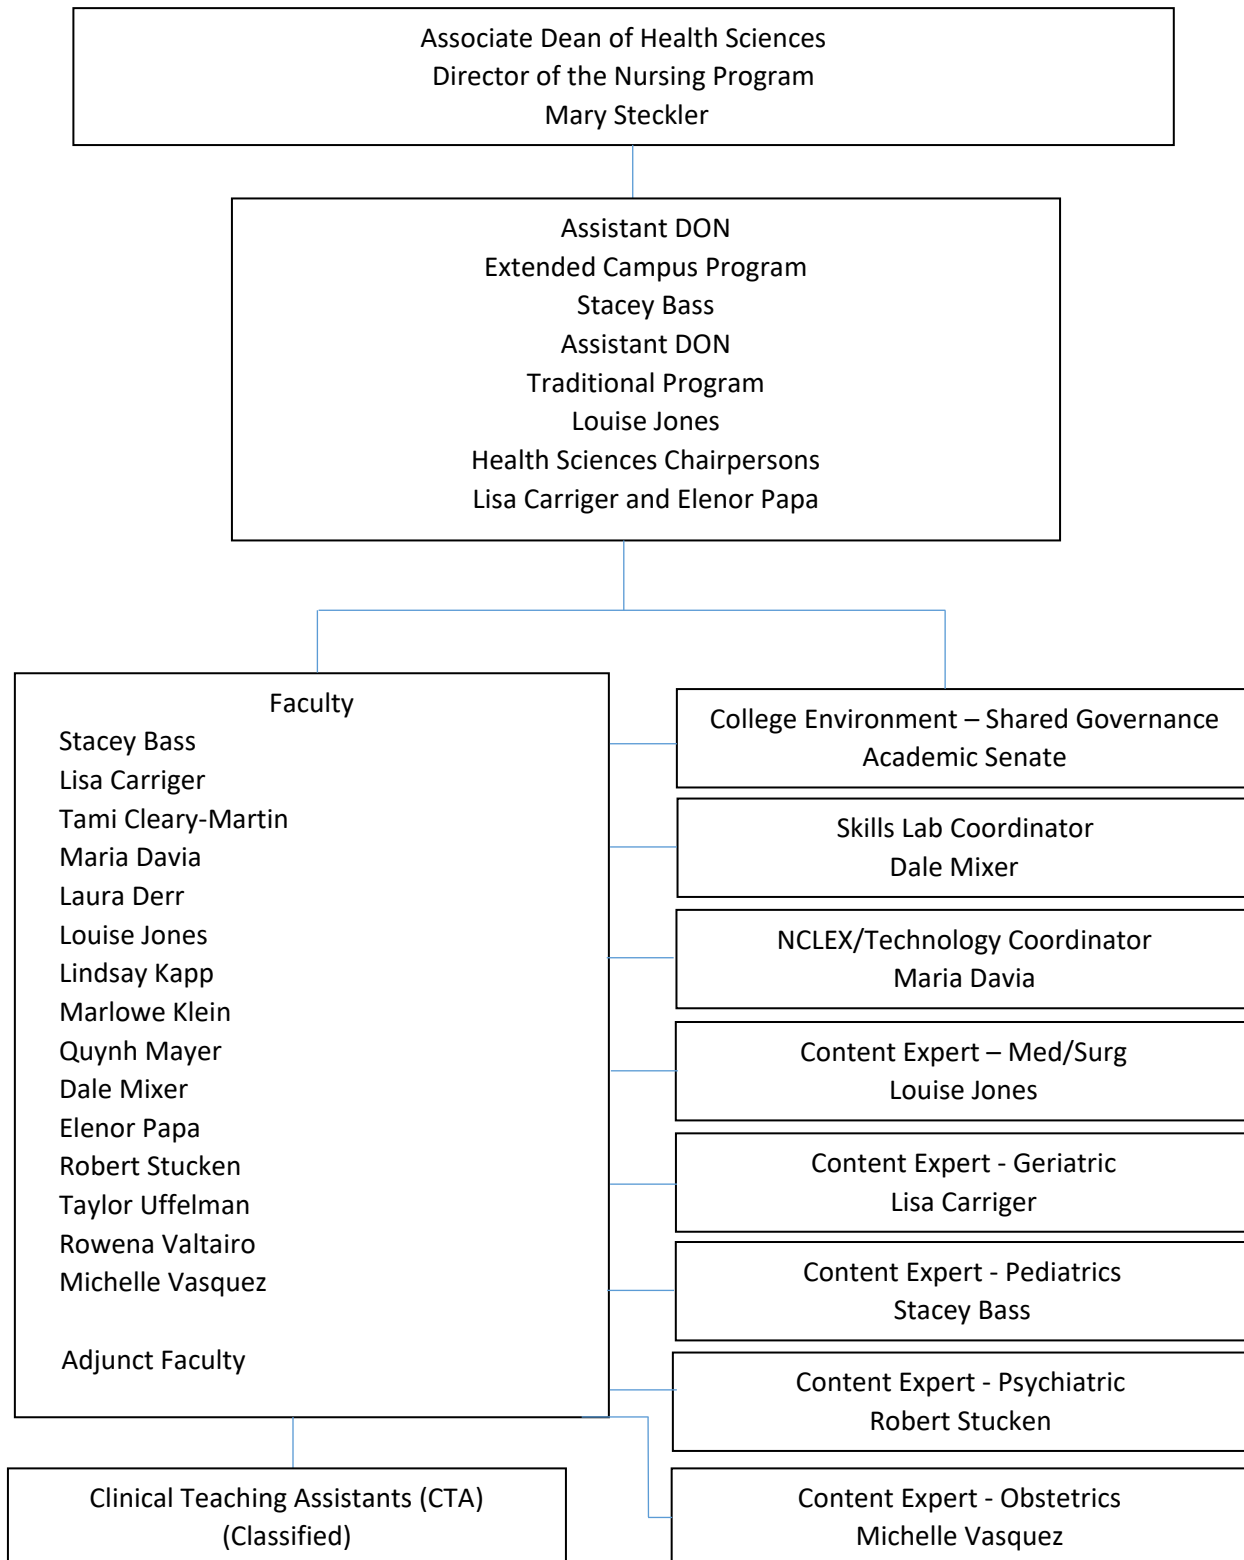 Associate Dean of Health Sciences
Director of the Nursing Program
Mary Steckler
Assistant DON
Extended Campus Program
Stacey Bass
Assistant DON
Traditional Program
Louise Jones
Health Sciences Chairpersons
Lisa Carriger and Elenor Papa
Faculty
Stacey Bass
Lisa Carriger
Tami Cleary-Martin
Maria Davia
Laura Derr
Louise Jones
Lindsay Kapp
Marlowe Klein
Quynh Mayer
Dale Mixer
Elenor Papa
Robert Stucken
Taylor Uffelman
Rowena Valtairo
Michelle Vasquez
Adjunct Faculty
College Environment – Shared Governance
Academic Senate
Skills Lab Coordinator
Dale Mixer
NCLEX/Technology Coordinator
Maria Davia
Content Expert – Med/Surg
Louise Jones
Content Expert - Geriatric
Lisa Carriger
Content Expert - Pediatrics
Stacey Bass
Content Expert - Psychiatric
Robert Stucken
Content Expert - Obstetrics
Michelle Vasquez
Clinical Teaching Assistants (CTA)
(Classified)